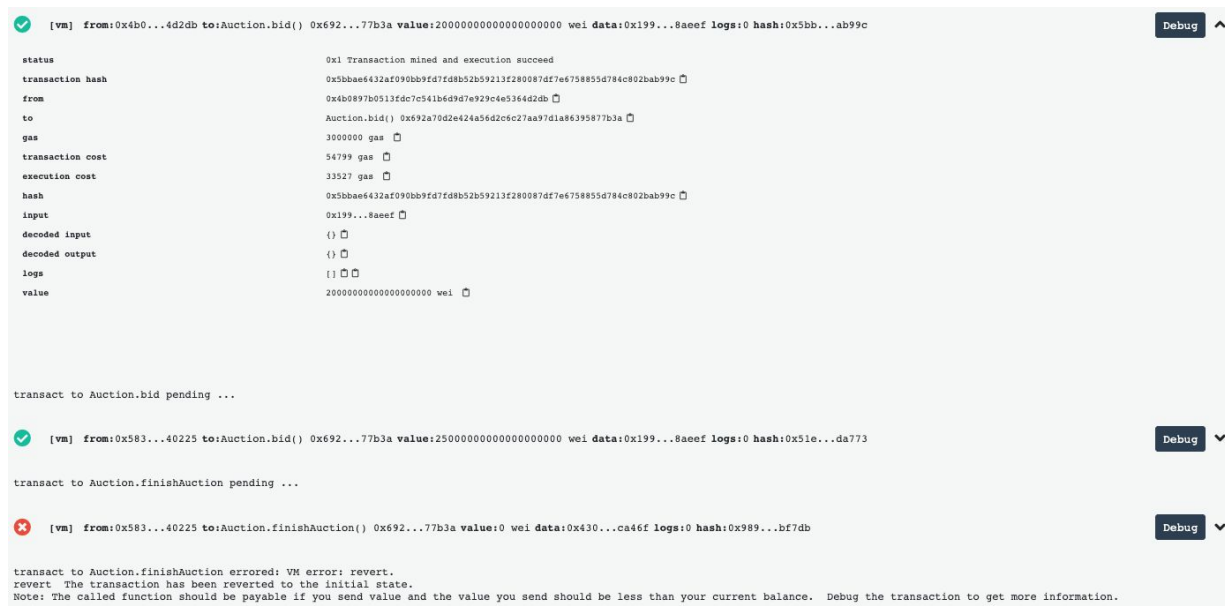 [vm] from:0x4b0...4d2db to:Auction.bid() 0x692...77b3a value:20000000000000000000 wei data:0x199...8aeef logs:0 hash:0x5bb...ab99c Debug
status 0x1 Transaction mined and execution succeed
transaction hash 0x5bbae6432af090bb9fd7fd8b52b59213f280087df7e6758855d784c802bab99c
from 0x4b0897b0513fdc7c541b6d9d7e929c4e5364d2db
to Auction.bid() 0x692a70d2e424a56d2c6c27aa97d1a86395877b3a
gas 3000000 gas
transaction cost 54799 gas
execution cost 33527 gas
hash 0x5bbae6432af090bb9fd7fd8b52b59213f280087df7e6758855d784c802bab99c
input 0x199...8aeef
decoded input {}
decoded output {}
logs []
value 20000000000000000000 wei
transact to Auction.bid pending ...
[vm] from:0x583...40225 to:Auction.bid() 0x692...77b3a value:25000000000000000000 wei data:0x199...8aeef logs:0 hash:0x51e...da773 Debug
transact to Auction.finishAuction pending ...
[vm] from:0x583...40225 to:Auction.finishAuction() 0x692...77b3a value:0 wei data:0x430...ca46f logs:0 hash:0x989...bf7db Debug
transact to Auction.finishAuction errored: VM error: revert.
revert The transaction has been reverted to the initial state.
Note: The called function should be payable if you send value and the value you send should be less than your current balance. Debug the transaction to get more information.